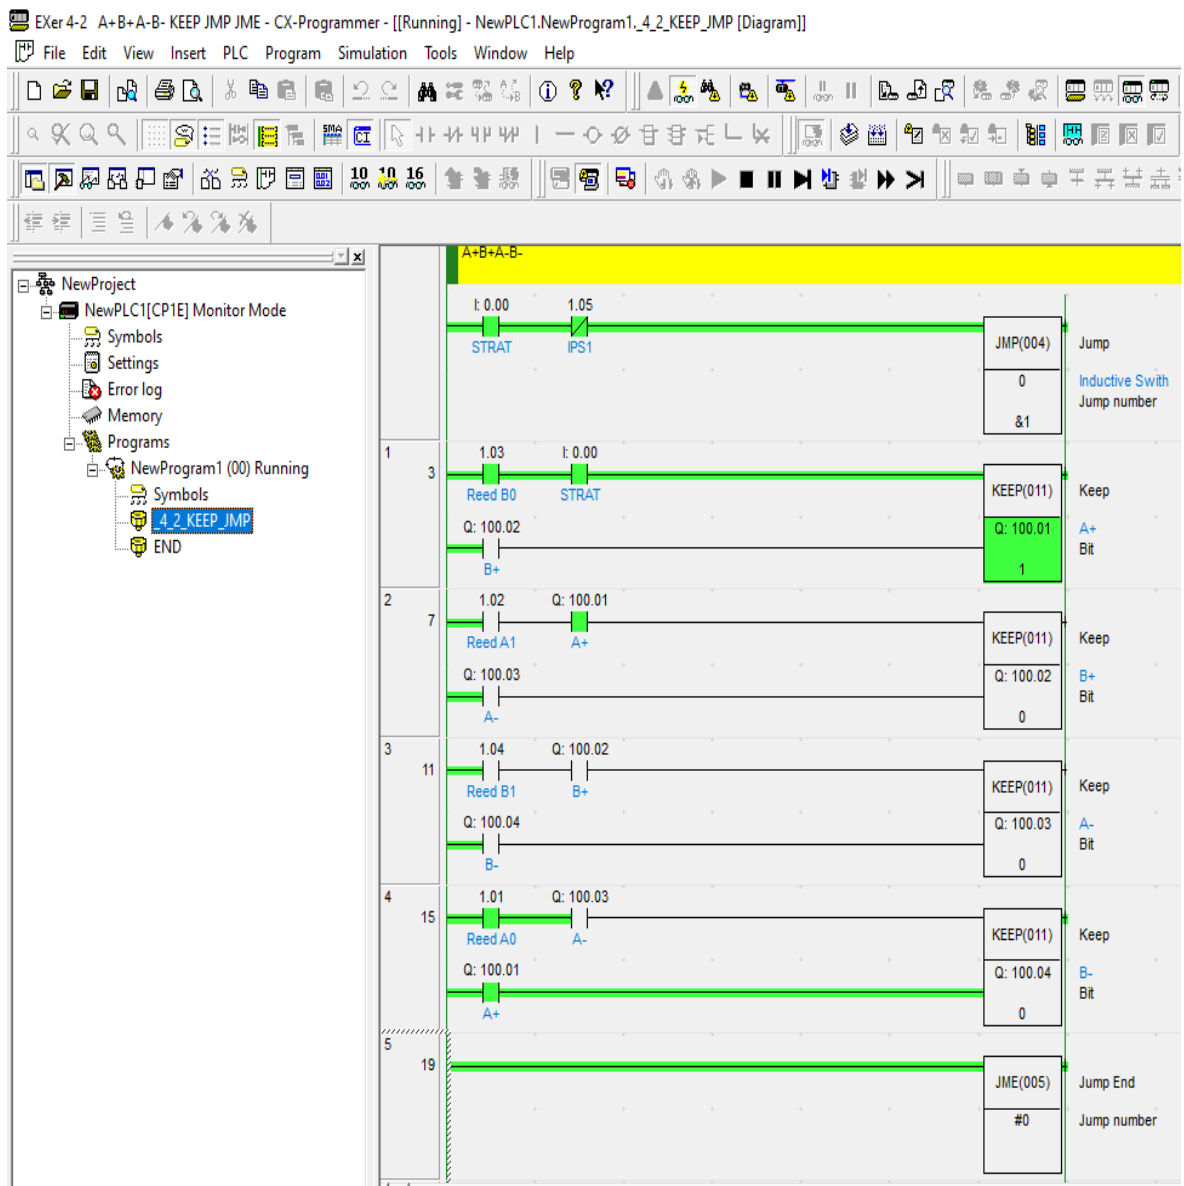 EXer 4-2 A+B+A-B- KEEP JMP JME - CX-Programmer - [[Running] - NewPLC1.NewProgram1._4_2_KEEP_JMP [Diagram]]
File Edit View Insert PLC Program Simulation Tools Window Help
SMA
CT
10 10 16
NewProject
NewPLC1[CP1E] Monitor Mode
Symbols
Settings
Error log
Memory
Programs
NewProgram1 (00) Running
Symbols
_4_2_KEEP_JMP
END
A+B+A-B-
I: 0.00 1.05
STRAT IPS1
JMP(004) Jump
0 Inductive Swith
Jump number
&1
1
3
1.03 I: 0.00
Reed B0 STRAT
KEEP(011) Keep
Q: 100.02
B+
Q: 100.01 A+
Bit
1
2
7
1.02 Q: 100.01
Reed A1 A+
KEEP(011) Keep
Q: 100.03
A-
Q: 100.02 B+
Bit
0
3
11
1.04 Q: 100.02
Reed B1 B+
KEEP(011) Keep
Q: 100.04
B-
Q: 100.03 A-
Bit
0
4
15
1.01 Q: 100.03
Reed A0 A-
KEEP(011) Keep
Q: 100.01
A+
Q: 100.04 B-
Bit
0
5
19
JME(005) Jump End
#0 Jump number